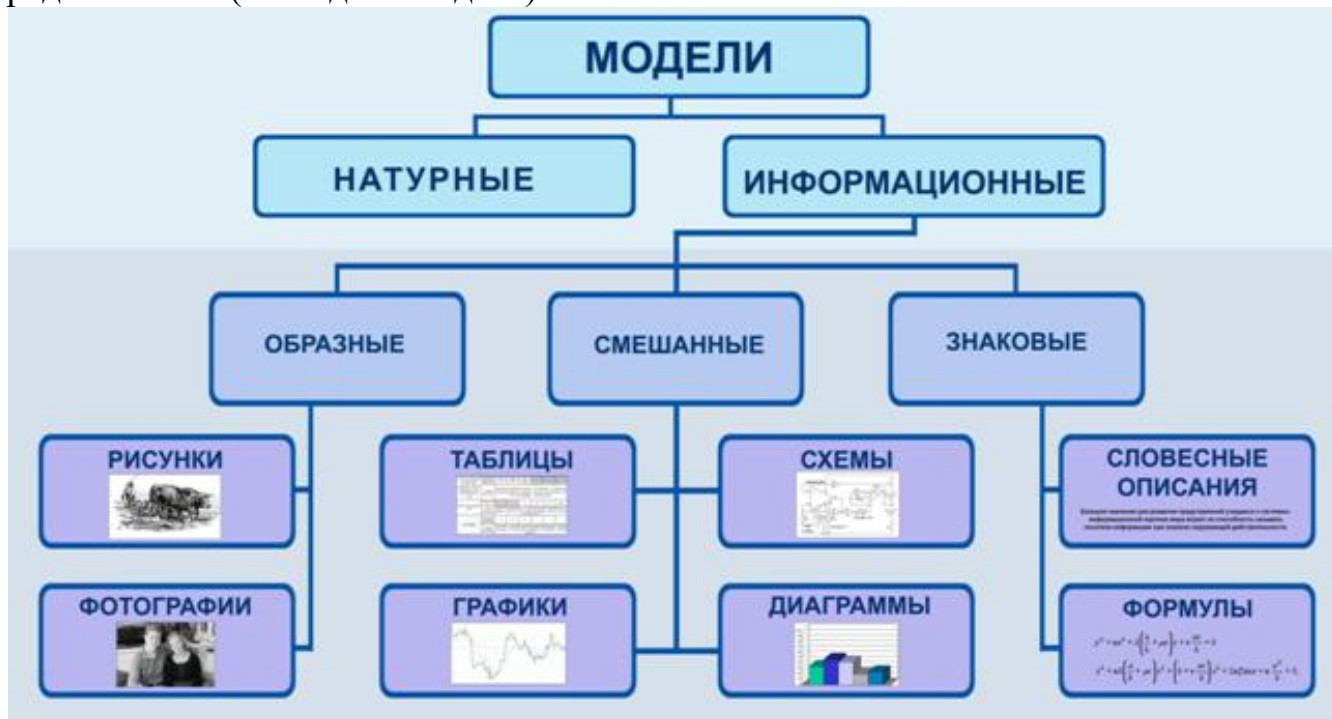 МОДЕЛИ
НАТУРНЫЕ
ИНФОРМАЦИОННЫЕ
ОБРАЗНЫЕ
СМЕШАННЫЕ
ЗНАКОВЫЕ
РИСУНКИ
ТАБЛИЦЫ
СХЕМЫ
СЛОВЕСНЫЕ
ОПИСАНИЯ
ФОТОГРАФИИ
ГРАФИКИ
ДИАГРАММЫ
ФОРМУЛЫ